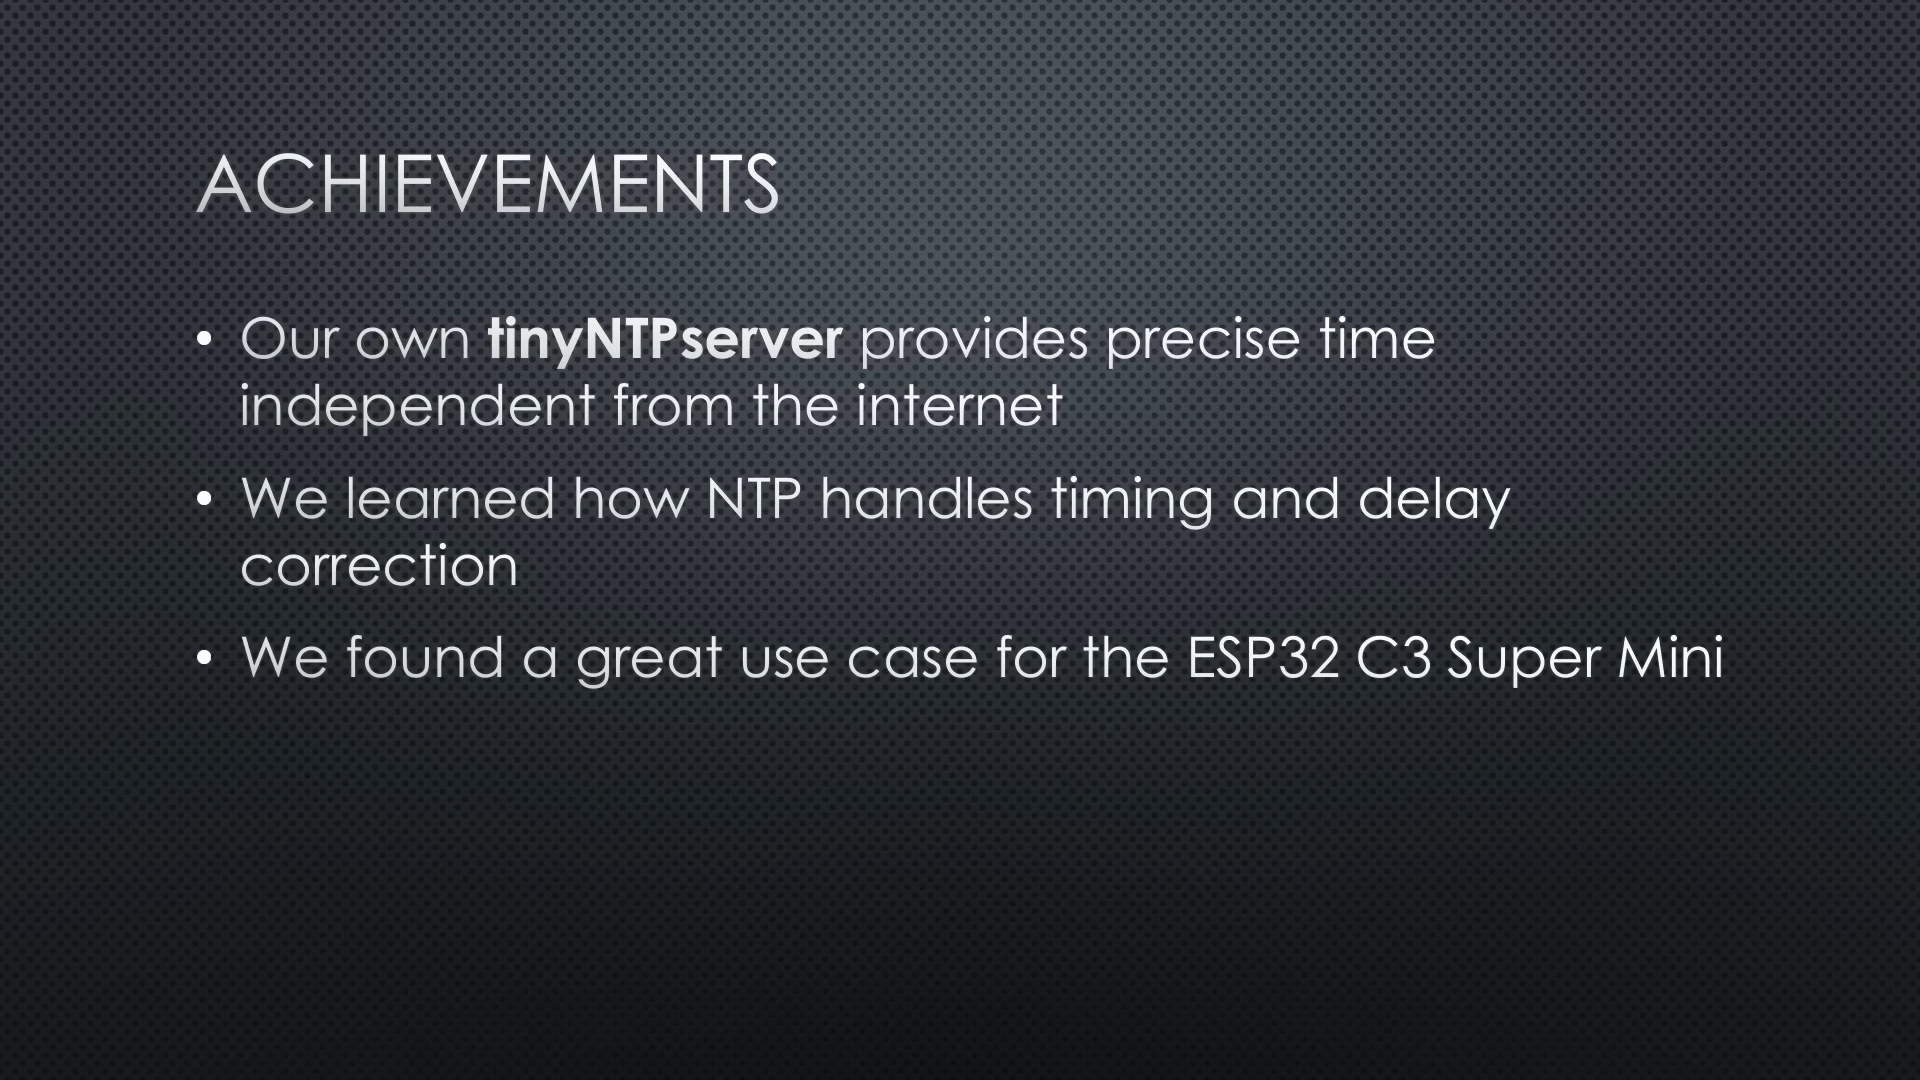 ACHIEVEMENTS
• Our own tinyNTPserver provides precise time
independent from the internet
• We learned how NTP handles timing and delay
correction
• We found a great use case for the ESP32 C3 Super Mini